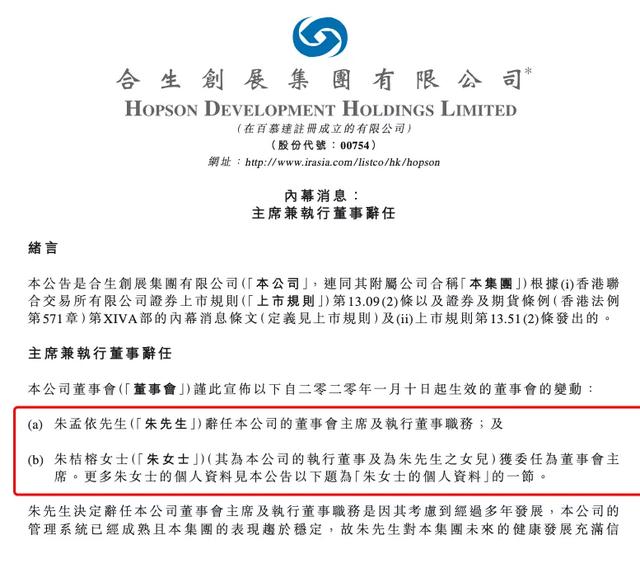 合生創展集團有限公司*
HOPSON DEVELOPMENT HOLDINGS LIMITED
(在百慕達註冊成立的有限公司)
(股份代號：00754)
網址：http://www.irasia.com/listco/hk/hopson
內幕消息：
主席兼執行董事辭任
緒言
本公告是合生創展集團有限公司(「本公司」，連同其附屬公司合稱「本集團」)根據(i)香港聯
合交易所有限公司證券上市規則(「上市規則」)第13.09(2)條以及證券及期貨條例(香港法例
第571章)第XIVA部的內幕消息條文(定義見上市規則)及(ii)上市規則第13.51(2)條發出的。
主席兼執行董事辭任
本公司董事會(「董事會」)謹此宣佈以下自二零二零年一月十日起生效的董事會的變動：
(a) 朱孟依先生(「朱先生」)辭任本公司的董事會主席及執行董事職務；及
(b) 朱桔榕女士(「朱女士」)(其為本公司的執行董事及為朱先生之女兒)獲委任為董事會主
席。更多朱女士的個人資料見本公告以下題為「朱女士的個人資料」的一節。
朱先生決定辭任本公司董事會主席及執行董事職務是因其考慮到經過多年發展，本公司的
管理系統已經成熟且本集團的表現趨於穩定，故朱先生對本集團未來的健康發展充滿信